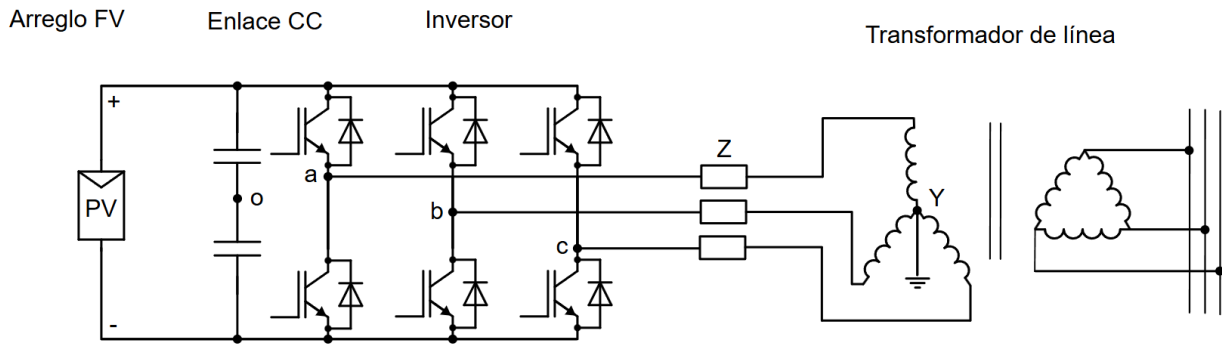 Arreglo FV
Enlace CC
Inversor
Transformador de línea
+
Z
a
PV
o
Y
b
c
-